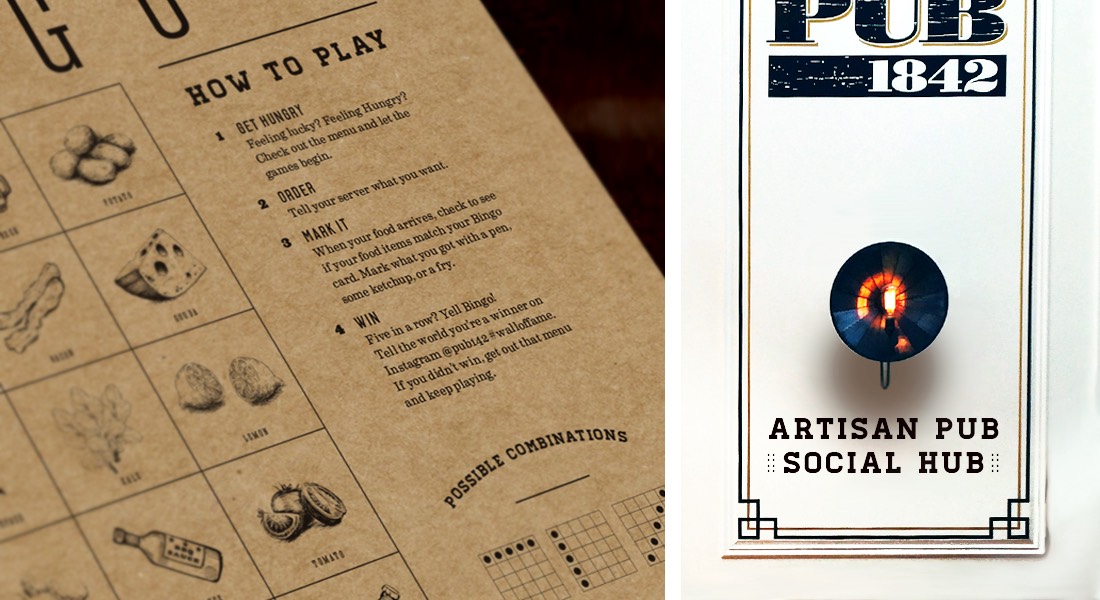 G O
HOW TO PLAY
1 GET HUNGRY
Feeling lucky? Feeling Hungry?
Check out the menu and let the
games begin.
2 ORDER
Tell your server what you want.
3 MARK IT
When your food arrives, check to see
if your food items match your Bingo
card. Mark what you got with a pen,
some ketchup, or a fry.
4 WIN
Five in a row? Yell Bingo!
Tell the world you're a winner on
Instagram @pub142 #walloffame.
If you didn't win, get out that menu
and keep playing.
POSSIBLE COMBINATIONS
POTATO
GOUDA
BACON
LEMON
KALE
TOMATO
PUB
1842
ARTISAN PUB
SOCIAL HUB